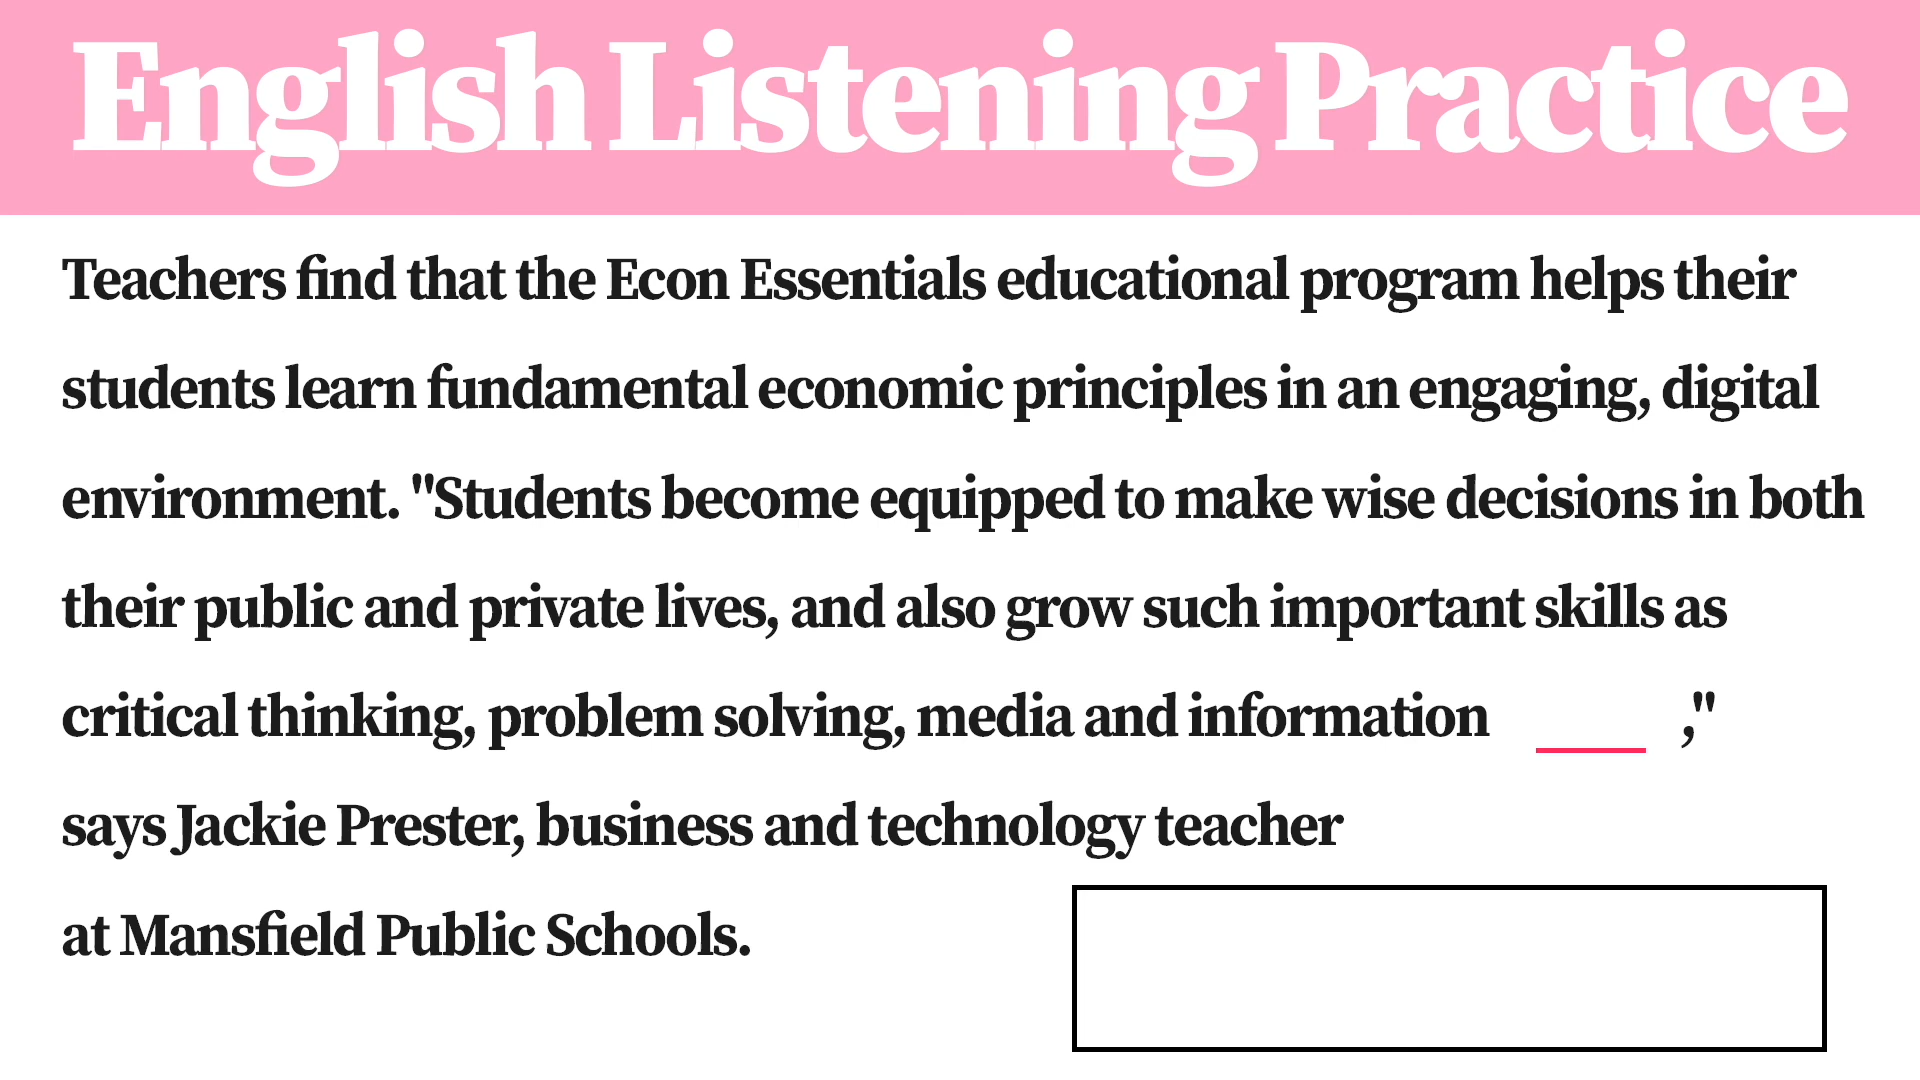 English Listening Practice
Teachers find that the Econ Essentials educational program helps their
students learn fundamental economic principles in an engaging, digital
environment. "Students become equipped to make wise decisions in both
their public and private lives, and also grow such important skills as
critical thinking, problem solving, media and information ____ ,"
says Jackie Prester, business and technology teacher
at Mansfield Public Schools.